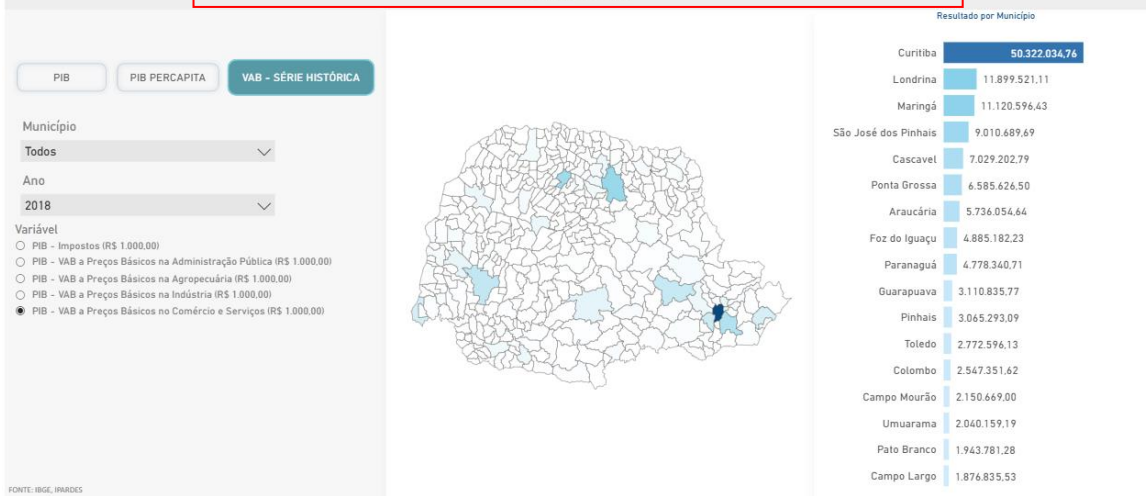 PIB
PIB PERCAPITA
VAB - SÉRIE HISTÓRICA
Município
Todos
Ano
2018
Variável
PIB - Impostos (R$ 1.000,00)
PIB - VAB a Preços Básicos na Administração Pública (R$ 1.000,00)
PIB - VAB a Preços Básicos na Agropecuária (R$ 1.000,00)
PIB - VAB a Preços Básicos na Indústria (R$ 1.000,00)
PIB - VAB a Preços Básicos no Comércio e Serviços (R$ 1.000,00)
FONTE: IBGE, IPARDES
Resultado por Município
Curitiba 50.322.034,76
Londrina 11.899.521,11
Maringá 11.120.596,43
São José dos Pinhais 9.010.689,69
Cascavel 7.029.202,79
Ponta Grossa 6.585.626,50
Araucária 5.736.054,64
Foz do Iguaçu 4.885.182,23
Paranaguá 4.778.340,71
Guarapuava 3.110.835,77
Pinhais 3.065.293,09
Toledo 2.772.596,13
Colombo 2.547.351,62
Campo Mourão 2.150.669,00
Umuarama 2.040.159,19
Pato Branco 1.943.781,28
Campo Largo 1.876.835,53